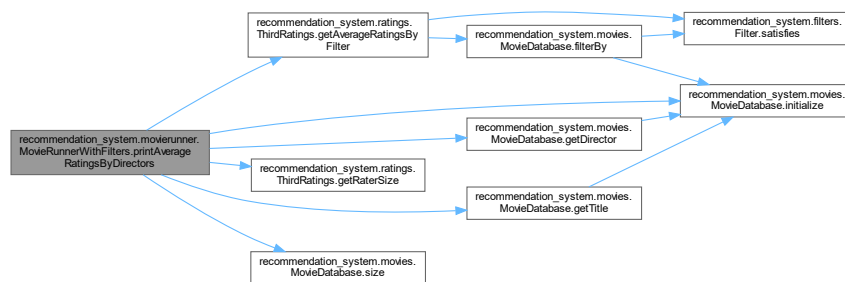 recommendation_system.movierunner.
MovieRunnerWithFilters.printAverage
RatingsByDirectors
recommendation_system.ratings.
ThirdRatings.getAverageRatingsBy
Filter
recommendation_system.movies.
MovieDatabase.filterBy
recommendation_system.filters.
Filter.satisfies
recommendation_system.movies.
MovieDatabase.initialize
recommendation_system.movies.
MovieDatabase.getDirector
recommendation_system.ratings.
ThirdRatings.getRaterSize
recommendation_system.movies.
MovieDatabase.getTitle
recommendation_system.movies.
MovieDatabase.size